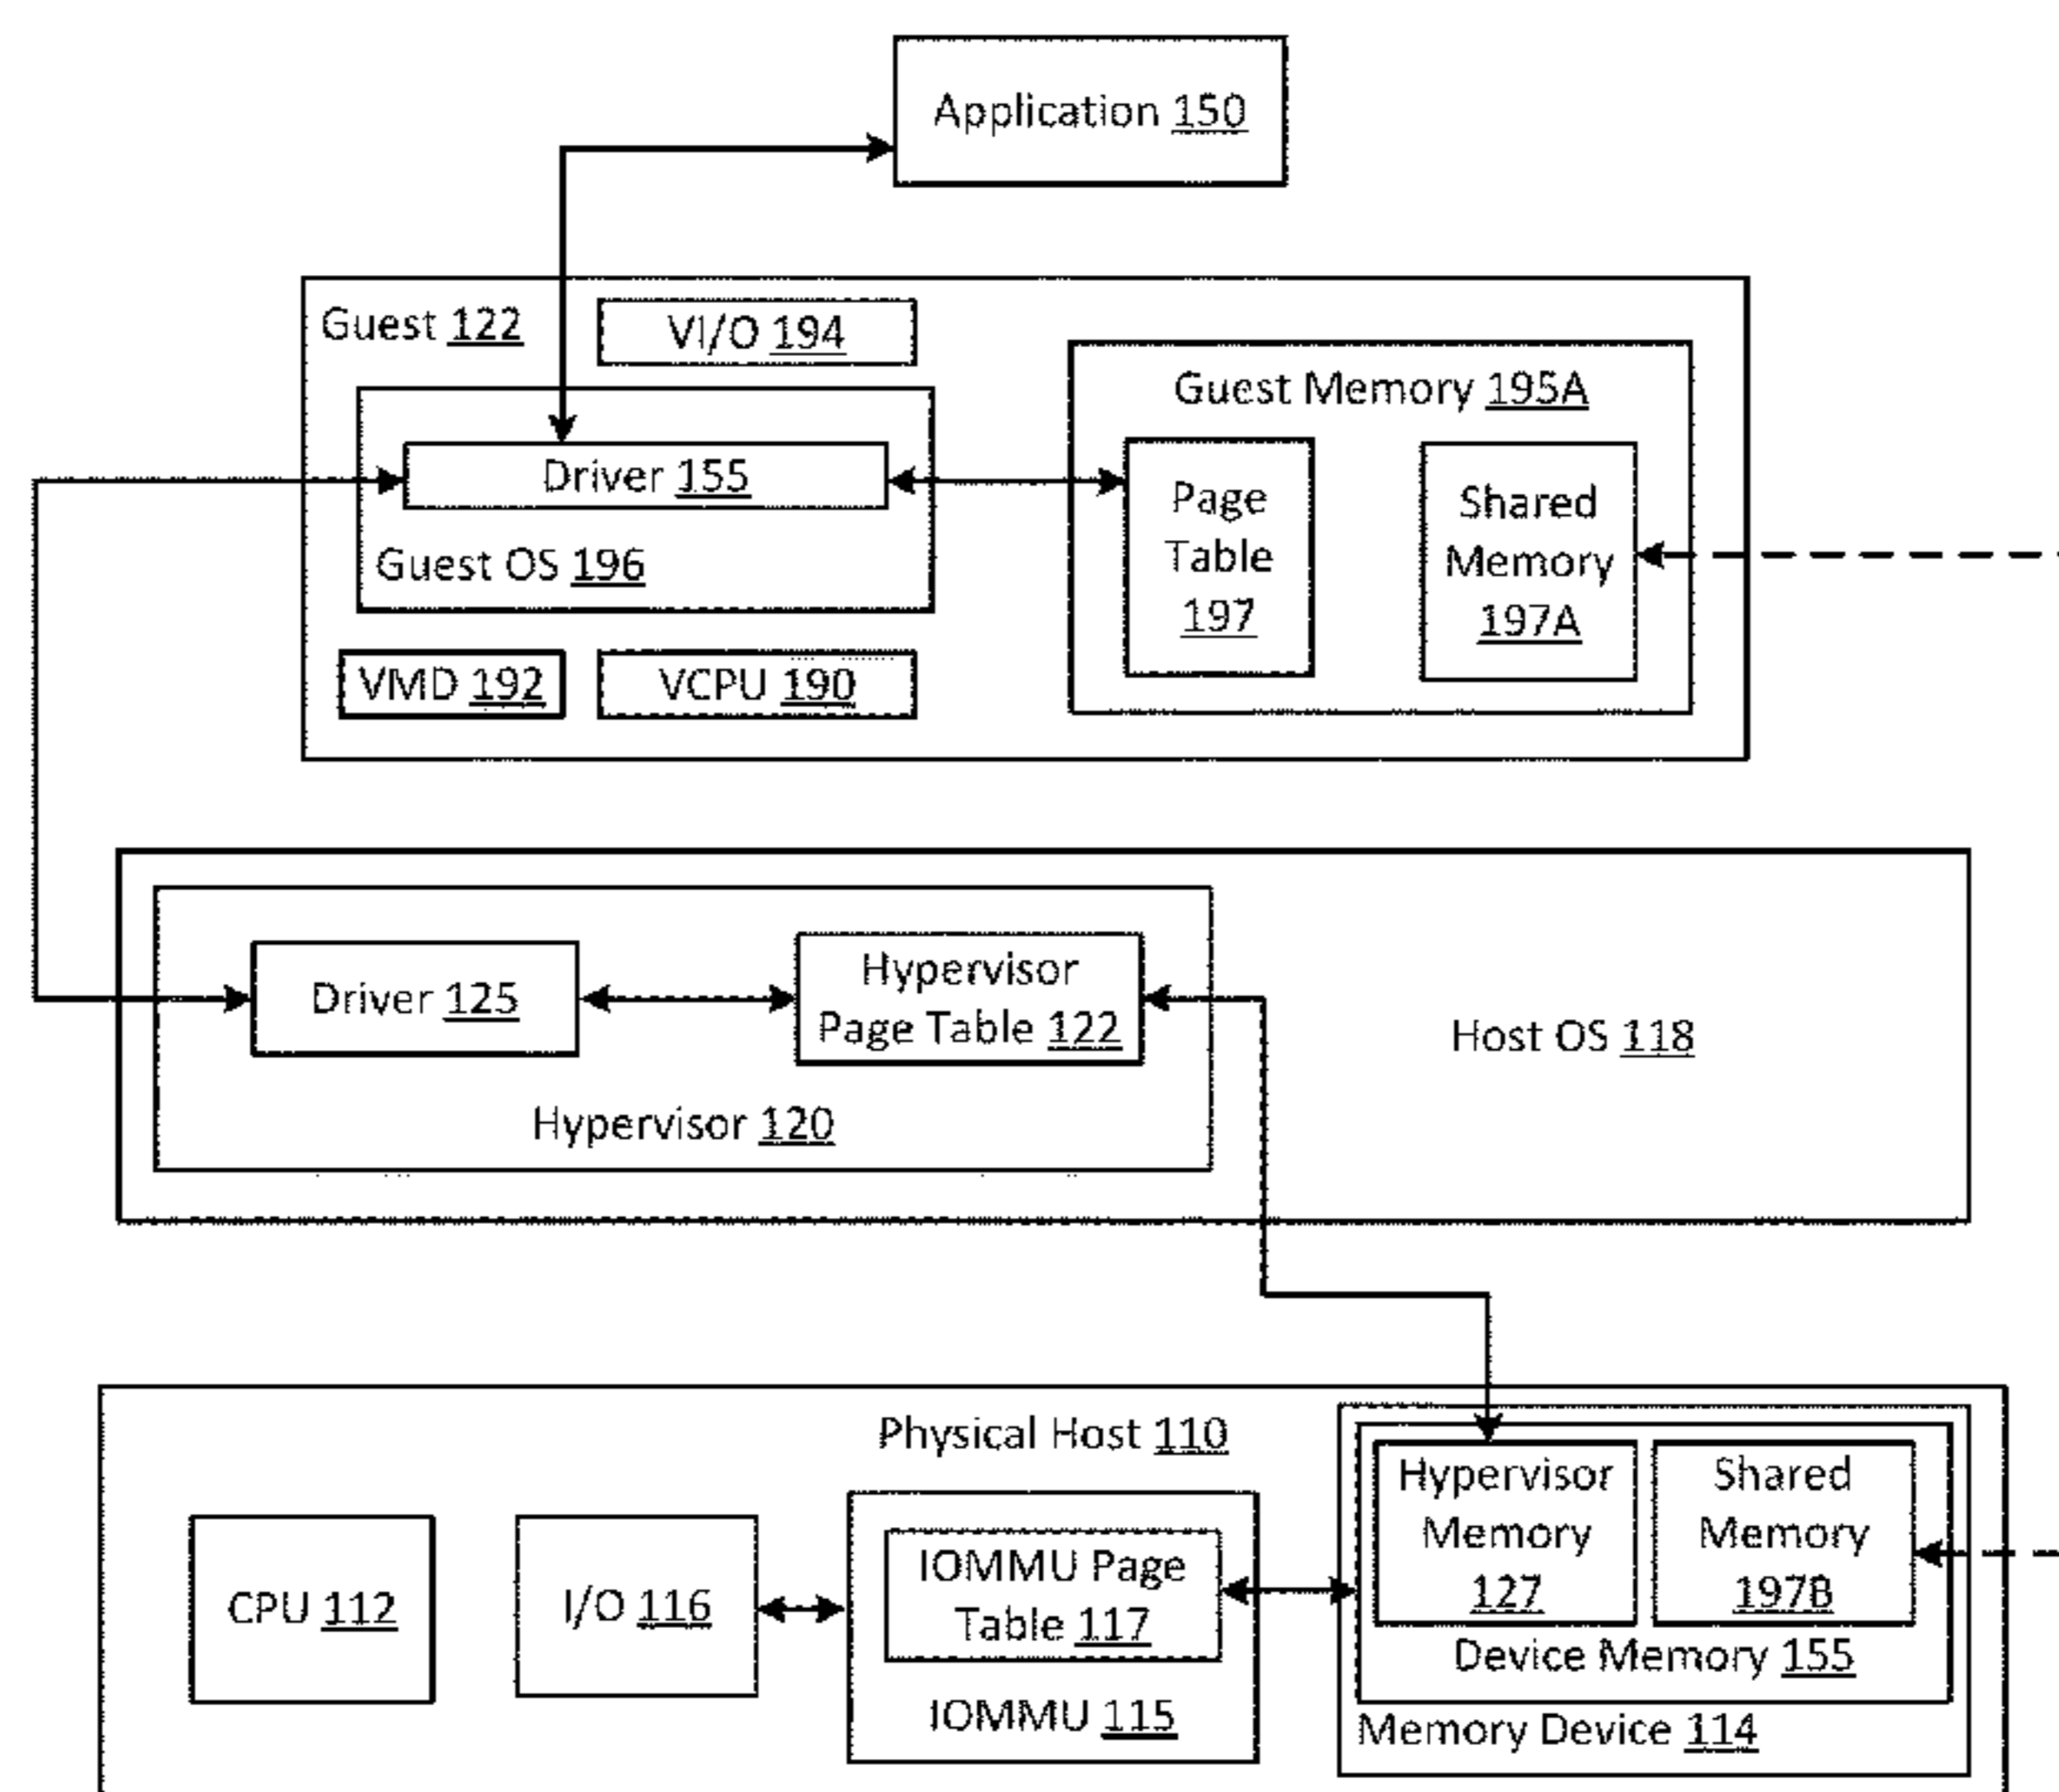 Application 150
Guest 122
VI/O 194
Guest Memory 195A
Driver 155
Page
Table
197
Shared
Memory
197A
Guest OS 196
VMD 192
VCPU 190
Driver 125
Hypervisor
Page Table 122
Host OS 118
Hypervisor 120
Physical Host 110
CPU 112
I/O 116
IOMMU Page
Table 117
IOMMU 115
Hypervisor
Memory
127
Shared
Memory
197B
Device Memory 155
Memory Device 114